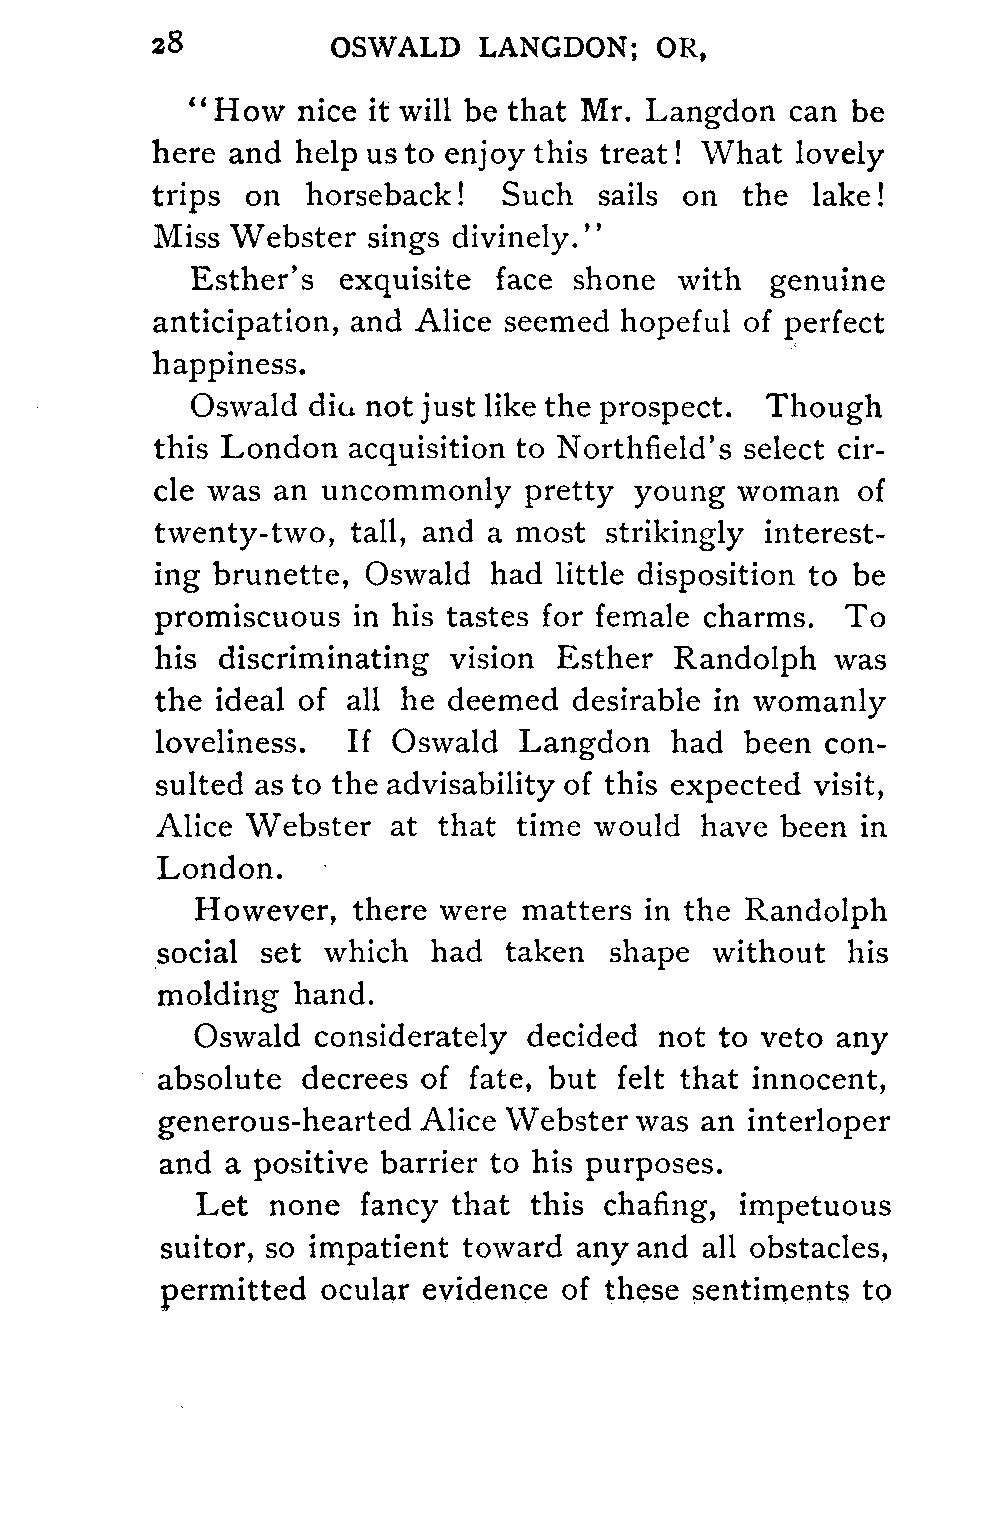 28 OSWALD LANGDON; OR,
“How nice it will be that Mr. Langdon can be
here and help us to enjoy this treat! What lovely
trips on horseback! Such sails on the lake!
Miss Webster sings divinely.”
Esther's exquisite face shone with genuine
anticipation, and Alice seemed hopeful of perfect
happiness.
Oswald did not just like the prospect. Though
this London acquisition to Northfield's select cir-
cle was an uncommonly pretty young woman of
twenty-two, tall, and a most strikingly interest-
ing brunette, Oswald had little disposition to be
promiscuous in his tastes for female charms. To
his discriminating vision Esther Randolph was
the ideal of all he deemed desirable in womanly
loveliness. If Oswald Langdon had been con-
sulted as to the advisability of this expected visit,
Alice Webster at that time would have been in
London.
However, there were matters in the Randolph
social set which had taken shape without his
molding hand.
Oswald considerately decided not to veto any
absolute decrees of fate, but felt that innocent,
generous-hearted Alice Webster was an interloper
and a positive barrier to his purposes.
Let none fancy that this chafing, impetuous
suitor, so impatient toward any and all obstacles,
permitted ocular evidence of these sentiments to